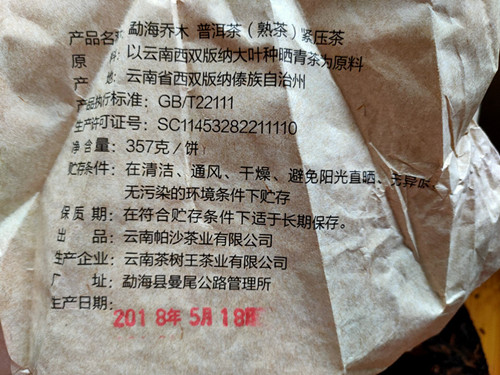 产品名称 勐海乔木 普洱茶（熟茶）紧压茶
原 料 以云南西双版纳大叶种晒青茶为原料
产 地：云南省西双版纳傣族自治州
产品执行标准：GB/T22111
生产许可证号：SC11453282211110
净含量：357克/饼
贮存条件：在清洁、通风、干燥、避免阳光直晒、无异味、
无污染的环境条件下贮存
保 质 期：在符合贮存条件下适于长期保存。
出 品：云南帕沙茶业有限公司
生产企业：云南茶树王茶业有限公司
厂 址：勐海县曼尾公路管理所
生产日期：
2018年5月18日